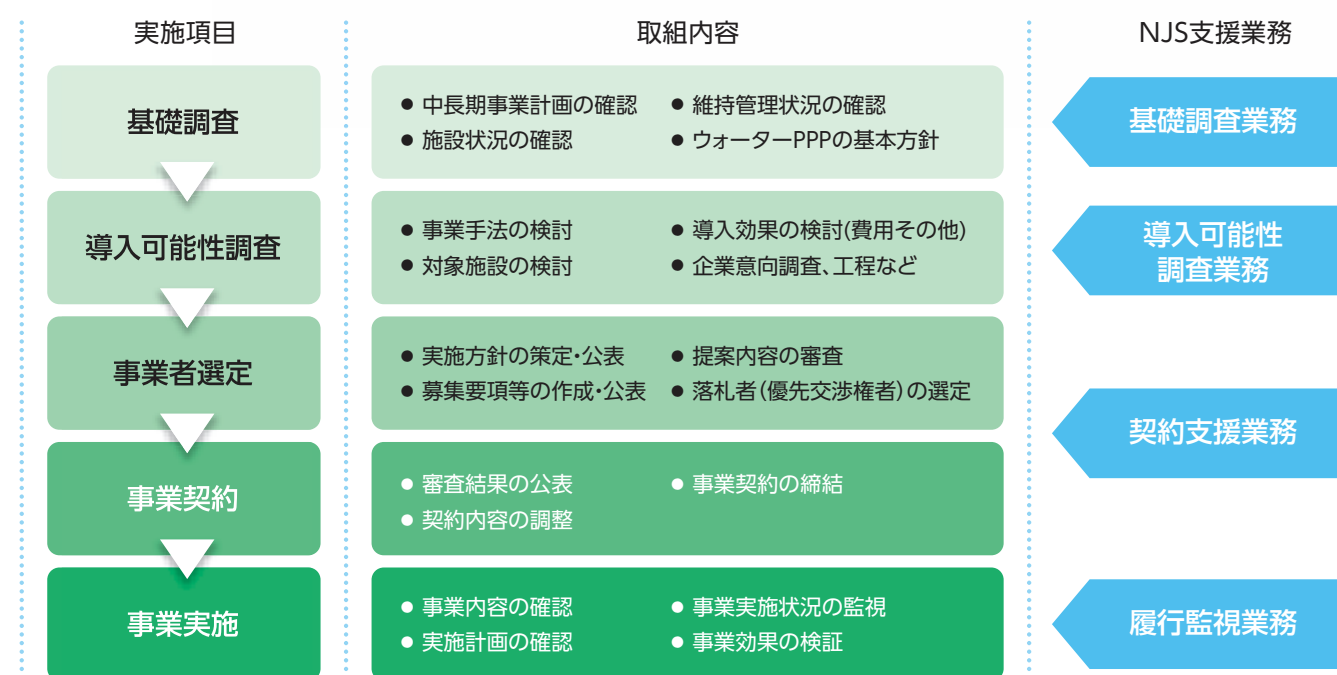 実施項目
取組内容
NJS支援業務
基礎調査
● 中長期事業計画の確認
● 維持管理状況の確認
● 施設状況の確認
● ウォーターPPPの基本方針
基礎調査業務
導入可能性調査
● 事業手法の検討
● 導入効果の検討(費用その他)
● 対象施設の検討
● 企業意向調査、工程など
導入可能性
調査業務
事業者選定
● 実施方針の策定・公表
● 提案内容の審査
● 募集要項等の作成・公表
● 落札者(優先交渉権者)の選定
契約支援業務
事業契約
● 審査結果の公表
● 事業契約の締結
● 契約内容の調整
事業実施
● 事業内容の確認
● 事業実施状況の監視
● 実施計画の確認
● 事業効果の検証
履行監視業務